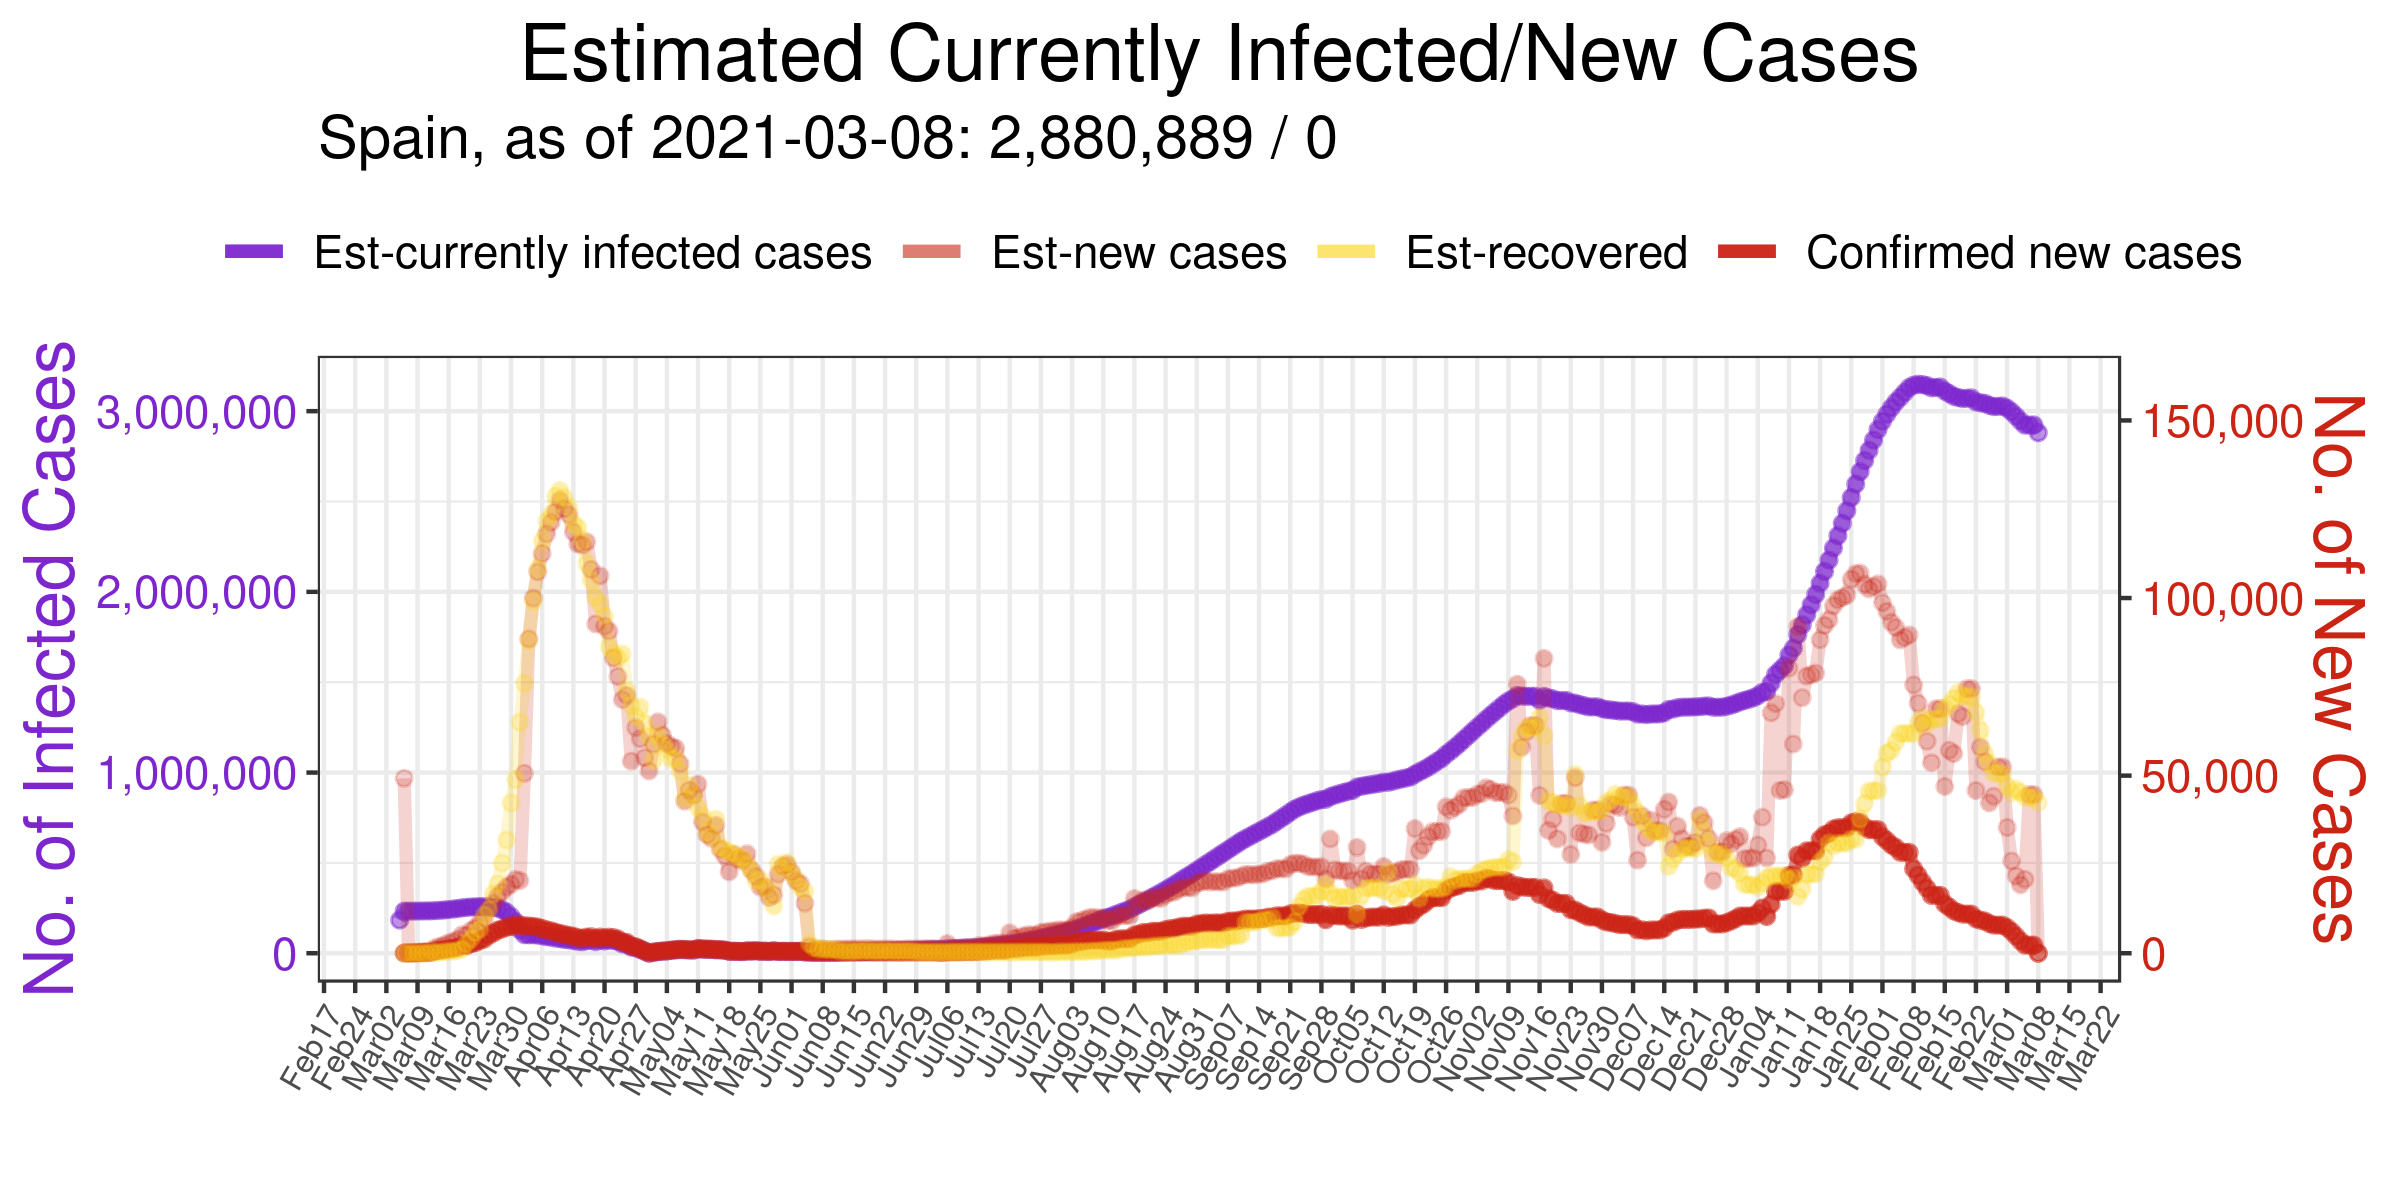 Estimated Currently Infected/New Cases
Spain, as of 2021-03-08: 2,880,889 / 0
Est-currently infected cases Est-new cases Est-recovered Confirmed new cases
No. of Infected Cases
3,000,000
2,000,000
1,000,000
0
150,000
100,000
50,000
0
No. of New Cases
Feb17 Feb24 Mar02 Mar09 Mar16 Mar23 Mar30 Apr06 Apr13 Apr20 Apr27 May04 May11 May18 May25 Jun01 Jun08 Jun15 Jun22 Jun29 Jul06 Jul13 Jul20 Jul27 Aug03 Aug10 Aug17 Aug24 Aug31 Sep07 Sep14 Sep21 Sep28 Oct05 Oct12 Oct19 Oct26 Nov02 Nov09 Nov16 Nov23 Nov30 Dec07 Dec14 Dec21 Dec28 Jan04 Jan11 Jan18 Jan25 Feb01 Feb08 Feb15 Feb22 Mar01 Mar08 Mar15 Mar22